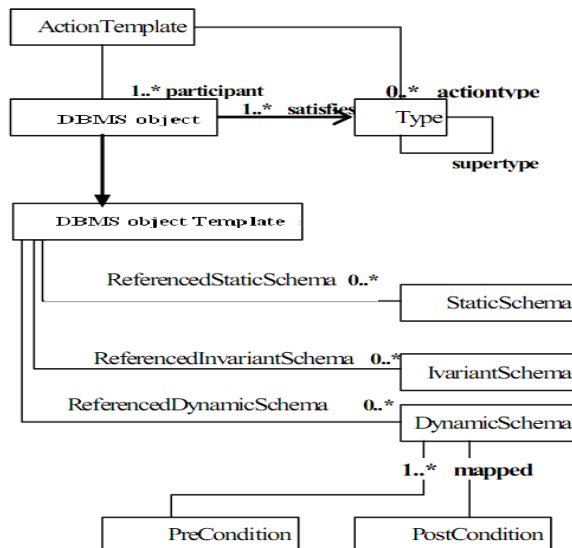 ActionTemplate
1..* participant
0..* actiontype
DBMS object
1..* satisfies
Type
supertype
DBMS object Template
ReferencedStaticSchema 0..*
StaticSchema
ReferencedInvariantSchema 0..*
IvariantSchema
ReferencedDynamicSchema 0..*
DynamicSchema
1..* mapped
PreCondition
PostCondition